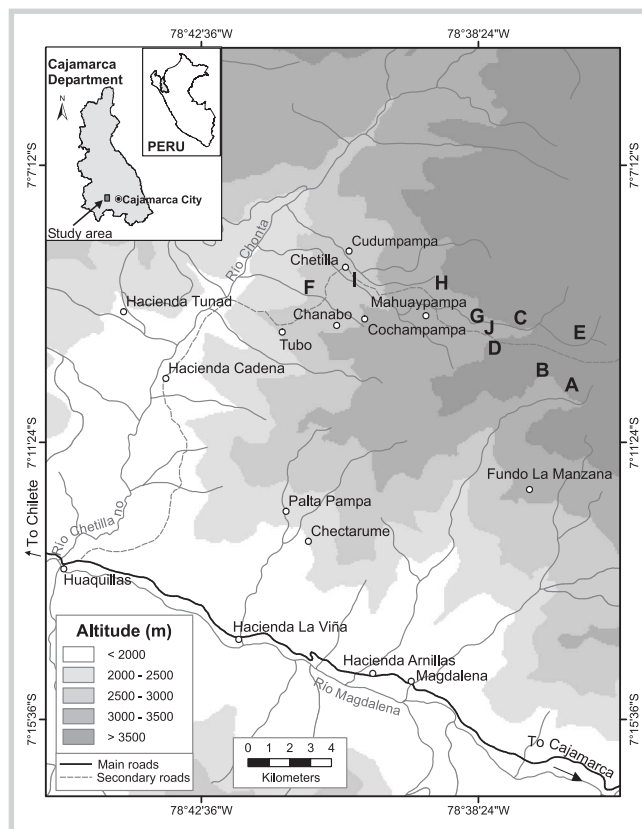 78°42'36"W
78°38'24"W
Cajamarca
Department
N
PERU
Cajamarca City
Study area
7°7'12"S
Río Chonta
Cudumpampa
Chetilla
I
H
F
Hacienda Tunad
Mahuaypampa
Chanabo
Cochampampa
Tubo
G
C
J
E
D
B
A
Hacienda Cadena
7°11'24"S
7°11'24"S
Fundo La Manzana
Palta Pampa
Chectarume
To Chilete
Río Chetilla no
Huaquillas
Hacienda La Viña
Hacienda Arnillas
Magdalena
Río Magdalena
To Cajamarca
7°15'36"S
7°15'36"S
7°7'12"S
Altitude (m)
< 2000
2000 - 2500
2500 - 3000
3000 - 3500
> 3500
Main roads
Secondary roads
0 1 2 3 4
Kilometers
78°42'36"W
78°38'24"W